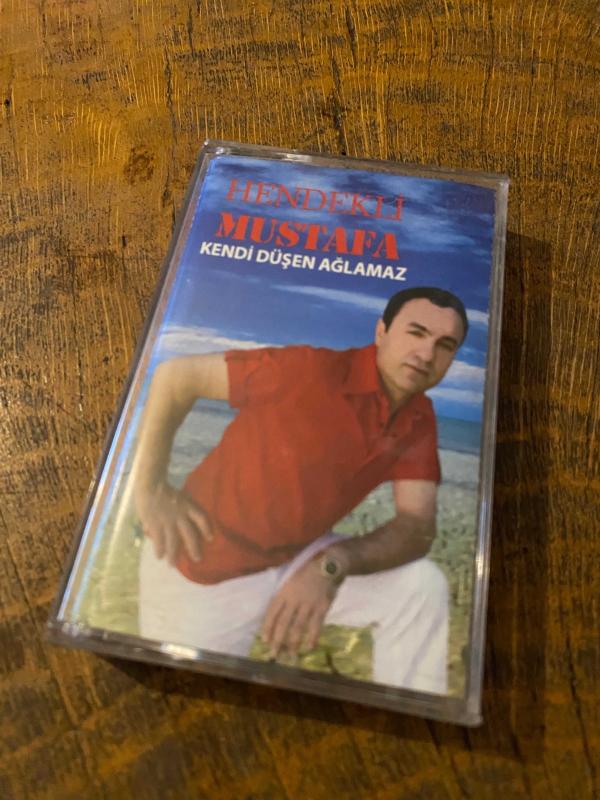 HENDEKLİ
MUSTAFA
KENDİ DÜŞEN AĞLAMAZ